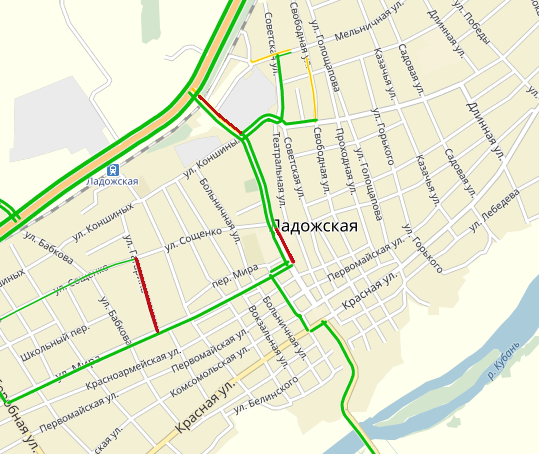 Советская ул.
Свободная ул.
ул. Голощапова
Мельничная ул.
Длинная ул.
ул. Победы
Казачья ул.
Садовая ул.
ул. Коншиных
Ладожская
Театральная ул.
Советская ул.
Свободная ул.
Проходная ул.
ул. Голощапова
ул. Горького
Казачья ул.
Садовая ул.
Длинная ул.
ул. Лебедева
Больничная ул.
ул. Коншиных
ул. Бабкова
ул. Сощенко
Ладожская
ул. Горького
Первомайская ул.
Красная ул.
пер. Мира
ул. Сощенко
ул. Бабкова
Школьный пер.
ул. Мира
Красноармейская ул.
Первомайская ул.
Комсомольская ул.
Вокзальная ул.
Больничная ул.
ул. Белинского
Красная ул.
Первомайская ул.
р. Кубань